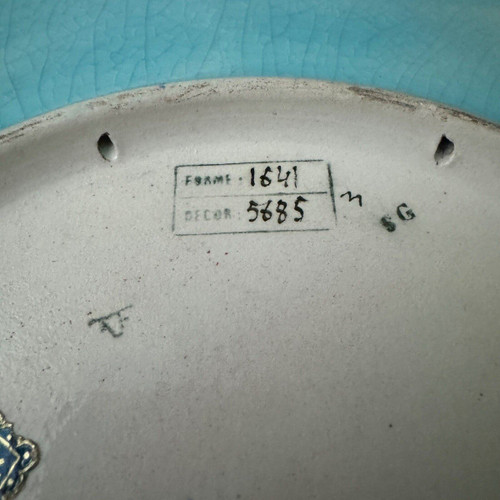 FORME : 1641
DECOR : 5685
m
SG